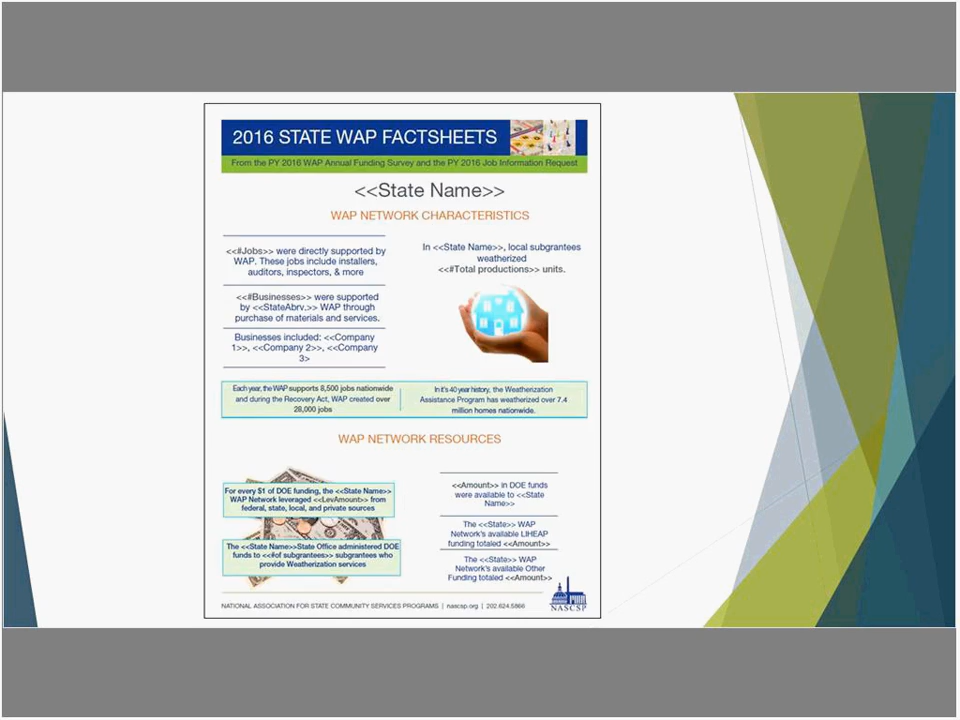 2016 STATE WAP FACTSHEETS
From the PY 2016 WAP Annual Funding Survey and the PY 2016 Job Information Request
<<State Name>>
WAP NETWORK CHARACTERISTICS
<<#Jobs>> were directly supported by
WAP. These jobs include installers,
auditors, inspectors, & more
<<#Businesses>> were supported
by <<StateAbrv.>> WAP through
purchase of materials and services.
Businesses included: <<Company
1>>, <<Company 2>>, <<Company
3>
In <<State Name>>, local subgrantees
weatherized
<<#Total productions>> units.
Each year, the WAP supports 8,500 jobs nationwide
and during the Recovery Act, WAP created over
28,000 jobs
In it's 40 year history, the Weatherization
Assistance Program has weatherized over 7.4
million homes nationwide.
WAP NETWORK RESOURCES
For every $1 of DOE funding, the <<State Name>>
WAP Network leveraged <<LevAmount>> from
federal, state, local, and private sources
The <<State Name>>State Office administered DOE
funds to <<#of subgrantees>> subgrantees who
provide Weatherization services
<<Amount>> in DOE funds
were available to <<State
Name>>
The <<State>> WAP
Network's available LIHEAP
funding totaled <<Amount>>
The <<State>> WAP
Network's available Other
Funding totaled <<Amount>>
NATIONAL ASSOCIATION FOR STATE COMMUNITY SERVICES PROGRAMS | nascsp.org | 202.624.5866
NASCSP